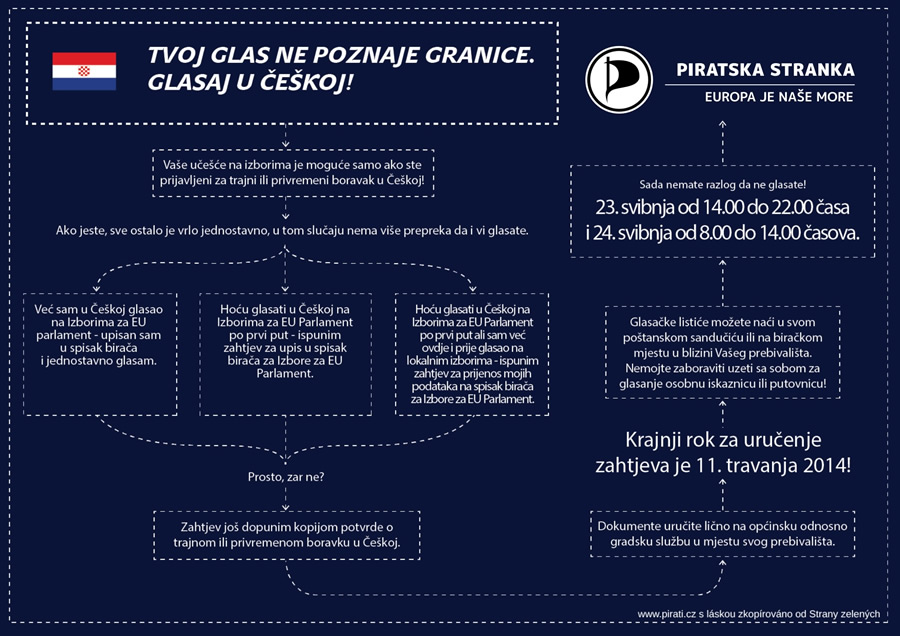 TVOJ GLAS NE POZNAJE GRANICE.
GLASAJ U ČEŠKOJ!
Vaše učešće na izborima je moguće samo ako ste
prijavljeni za trajni ili privremeni boravak u Češkoj!
Ako jeste, sve ostalo je vrlo jednostavno, u tom slučaju nema više prepreka da i vi glasate.
Već sam u Češkoj glasao
na Izborima za EU
parlament - upisan sam
u spisak birača
i jednostavno glasam.
Hoću glasati u Češkoj na
Izborima za EU Parlament
po prvi put - ispunim
zahtjev za upis u spisak
birača za Izbore za EU
Parlament.
Hoću glasati u Češkoj na
Izborima za EU Parlament
po prvi put ali sam već
ovdje i prije glasao na
lokalnim izborima - ispunim
zahtjev za prijenos mojih
podataka na spisak birača
za Izbore za EU Parlament.
Prosto, zar ne?
Zahtjev još dopunim kopijom potvrde o
trajnom ili privremenom boravku u Češkoj.
Dokumente uručite lično na općinsku odnosno
gradsku službu u mjestu svog prebivališta.
Krajnji rok za uručenje
zahtjeva je 11. travanja 2014!
Glasačke listiće možete naći u svom
poštanskom sandučiću ili na biračkom
mjestu u blizini Vašeg prebivališta.
Nemojte zaboraviti uzeti sa sobom za
glasanje osobnu iskaznicu ili putovnicu!
Sada nemate razlog da ne glasate!
23. svibnja od 14.00 do 22.00 časa
i 24. svibnja od 8.00 do 14.00 časova.
PIRATSKA STRANKA
EUROPA JE NAŠE MORE
www.pirati.cz s láskou zkopírováno od Strany zelených